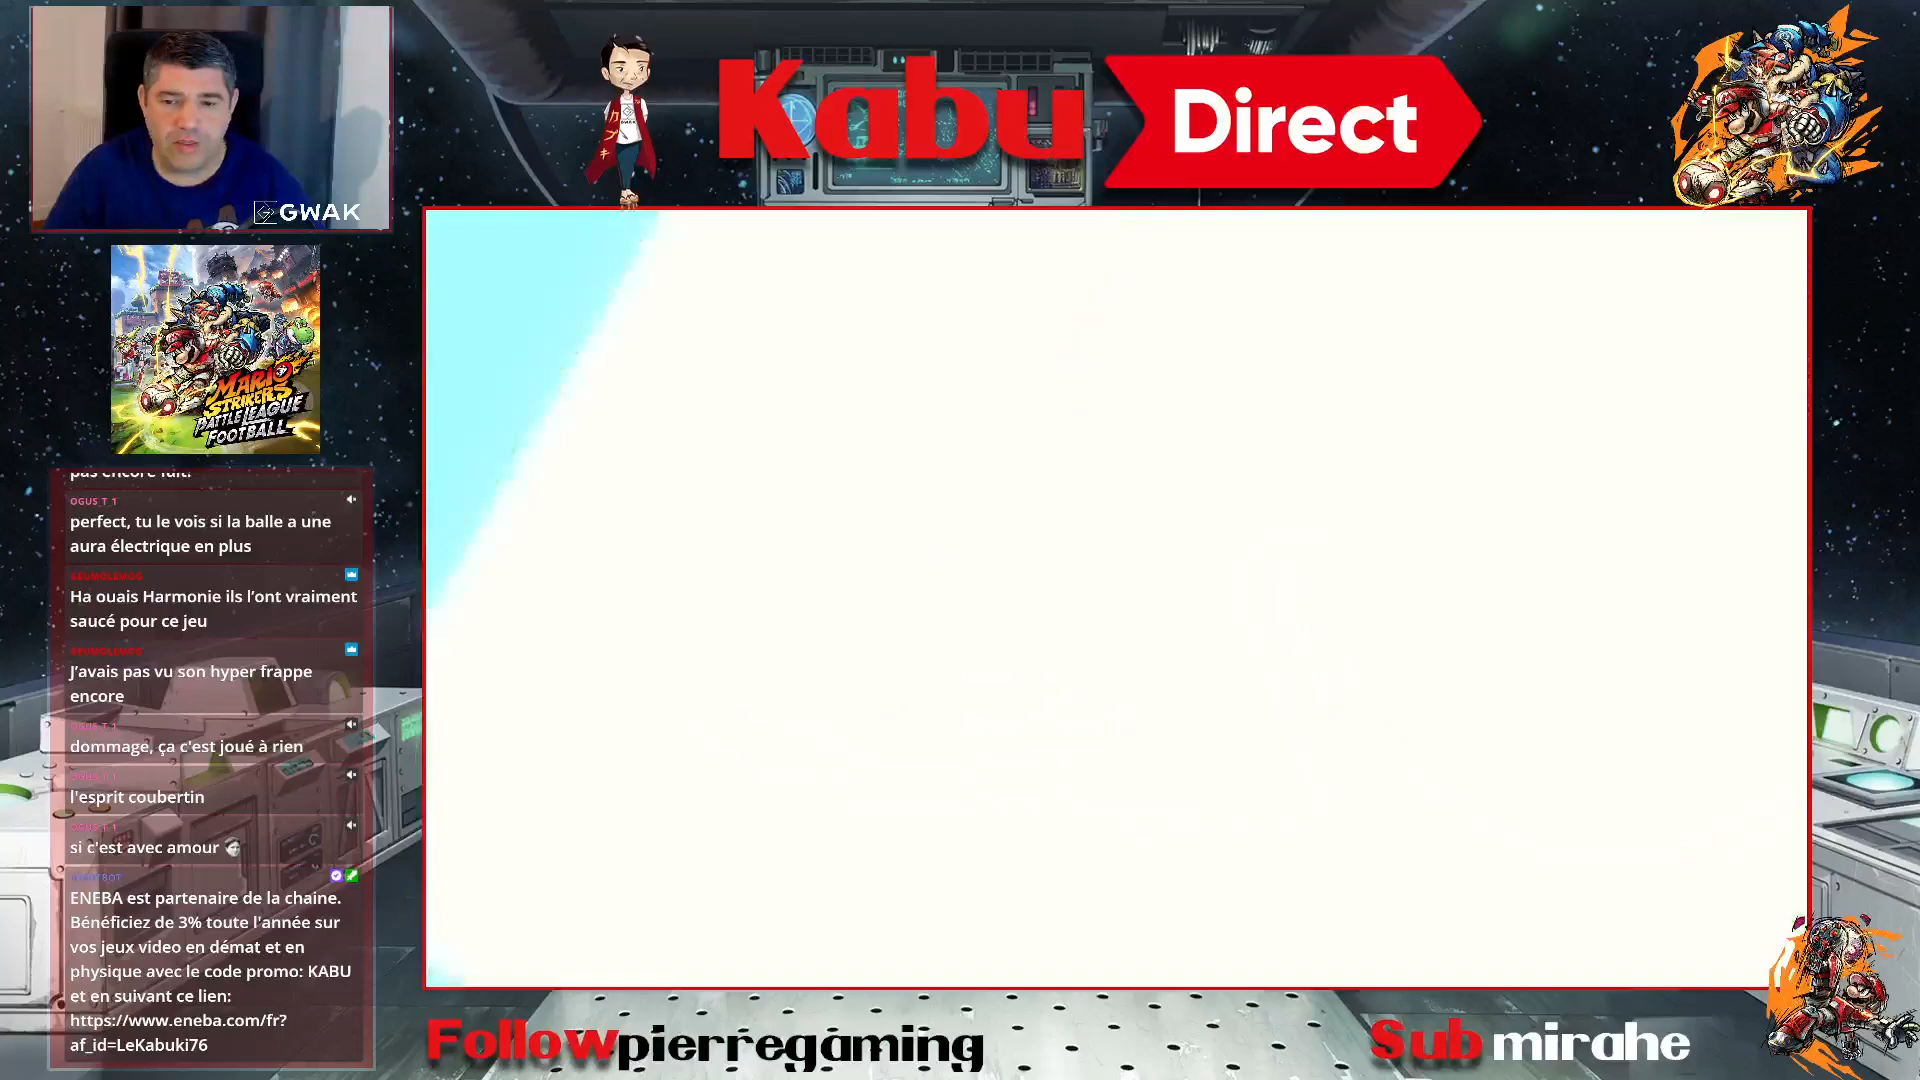 GWAK
Kabu Direct
MARIO
STRIKERS
BATTLE LEAGUE
FOOTBALL
OGUS_T_1
perfect, tu le vois si la balle a une
aura électrique en plus
Ha ouais Harmonie ils l’ont vraiment
saucé pour ce jeu
J’avais pas vu son hyper frappe
encore
OGUS_T_1
dommage, ça c'est joué à rien
OGUS_T_1
l'esprit coubertin
OGUS_T_1
si c'est avec amour
ENEBA est partenaire de la chaine.
Bénéficiez de 3% toute l'année sur
vos jeux video en démat et en
physique avec le code promo: KABU
et en suivant ce lien:
https://www.eneba.com/fr?
af_id=LeKabuki76
Follow pierregaming
Sub mirahe